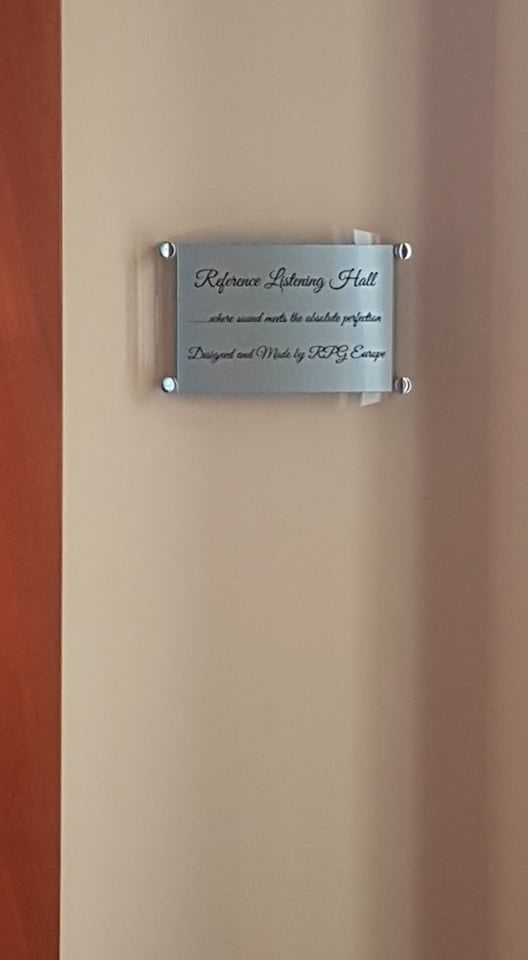 Reference Listening Hall
......where sound meets the absolute perfection
Designed and Made by RPG Europe